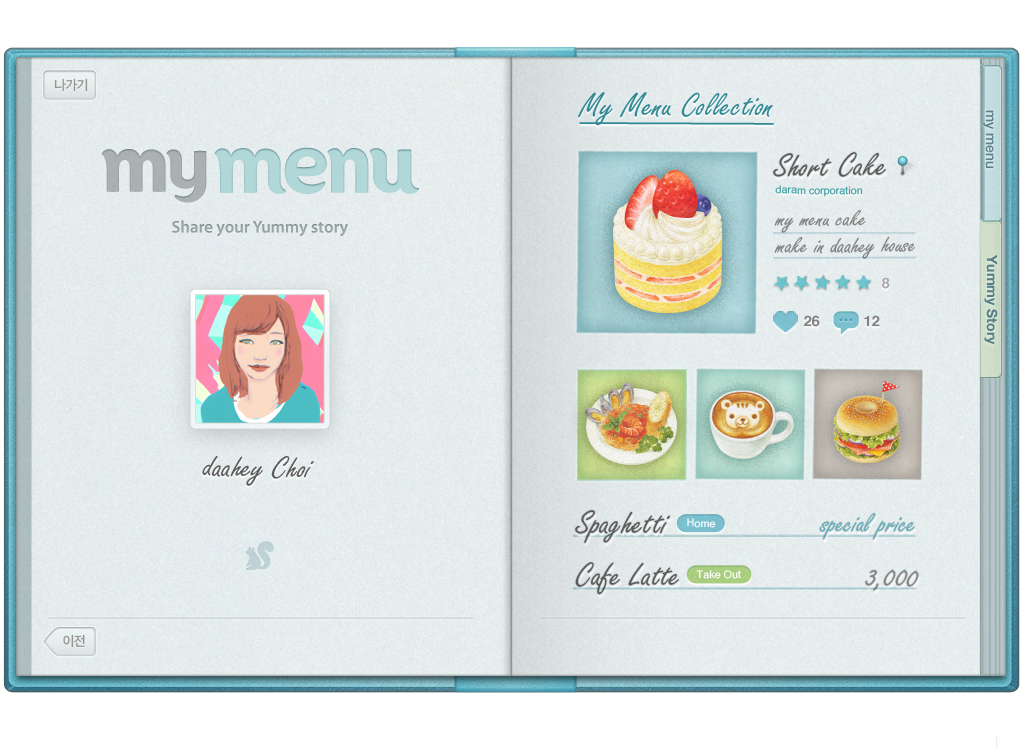 나가기
mymenu
Share your Yummy story
daahey Choi
이전
My Menu Collection
Short Cake
daram corporation
my menu cake
make in daahey house
8
26 12
Spaghetti Home special price
Cafe Latte Take Out 3,000
my menu
Yummy Story